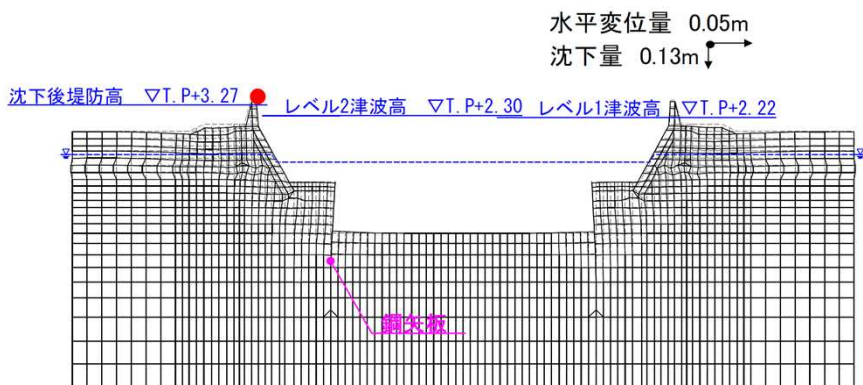 水平変位量 0.05m
沈下量 0.13m
沈下後堤防高 ▽T.P+3.27
レベル2津波高 ▽T.P+2.30
レベル1津波高 ▽T.P+2.22
鋼矢板